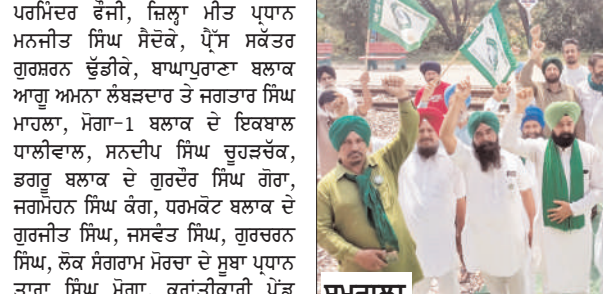 ਪਰਮਿੰਦਰ ਫੌਜੀ, ਜ਼ਿਲ੍ਹਾ ਮੀਤ ਪ੍ਰਧਾਨ
ਮਨਜੀਤ ਸਿੰਘ ਸੈਦੋਕੇ, ਪ੍ਰੈੱਸ ਸਕੱਤਰ
ਗੁਰਸ਼ਰਨ ਢੁੱਡੀਕੇ, ਬਾਘਾਪੁਰਾਣਾ ਬਲਾਕ
ਆਗੂ ਅਮਨਾ ਲੰਬੜਦਾਰ ਤੇ ਜਗਤਾਰ ਸਿੰਘ
ਮਾਹਲਾ, ਮੋਗਾ-1 ਬਲਾਕ ਦੇ ਇਕਬਾਲ
ਧਾਲੀਵਾਲ, ਸਨਦੀਪ ਸਿੰਘ ਚੂਹੜਚੱਕ,
ਡਗਰੂ ਬਲਾਕ ਦੇ ਗੁਰਦੌਰ ਸਿੰਘ ਗੋਰਾ,
ਜਗਮੋਹਨ ਸਿੰਘ ਕੰਗ, ਧਰਮਕੋਟ ਬਲਾਕ ਦੇ
ਗੁਰਜੀਤ ਸਿੰਘ, ਜਸਵੰਤ ਸਿੰਘ, ਗੁਰਚਰਨ
ਸਿੰਘ, ਲੋਕ ਸੰਗਰਾਮ ਮੋਰਚਾ ਦੇ ਸੂਬਾ ਪ੍ਰਧਾਨ
ਤਾਰਾ ਸਿੰਘ ਮੋਗਾ, ਕ੍ਰਾਂਤੀਕਾਰੀ ਪੇਂਡੂ
ਸਮਰਾਲਾ